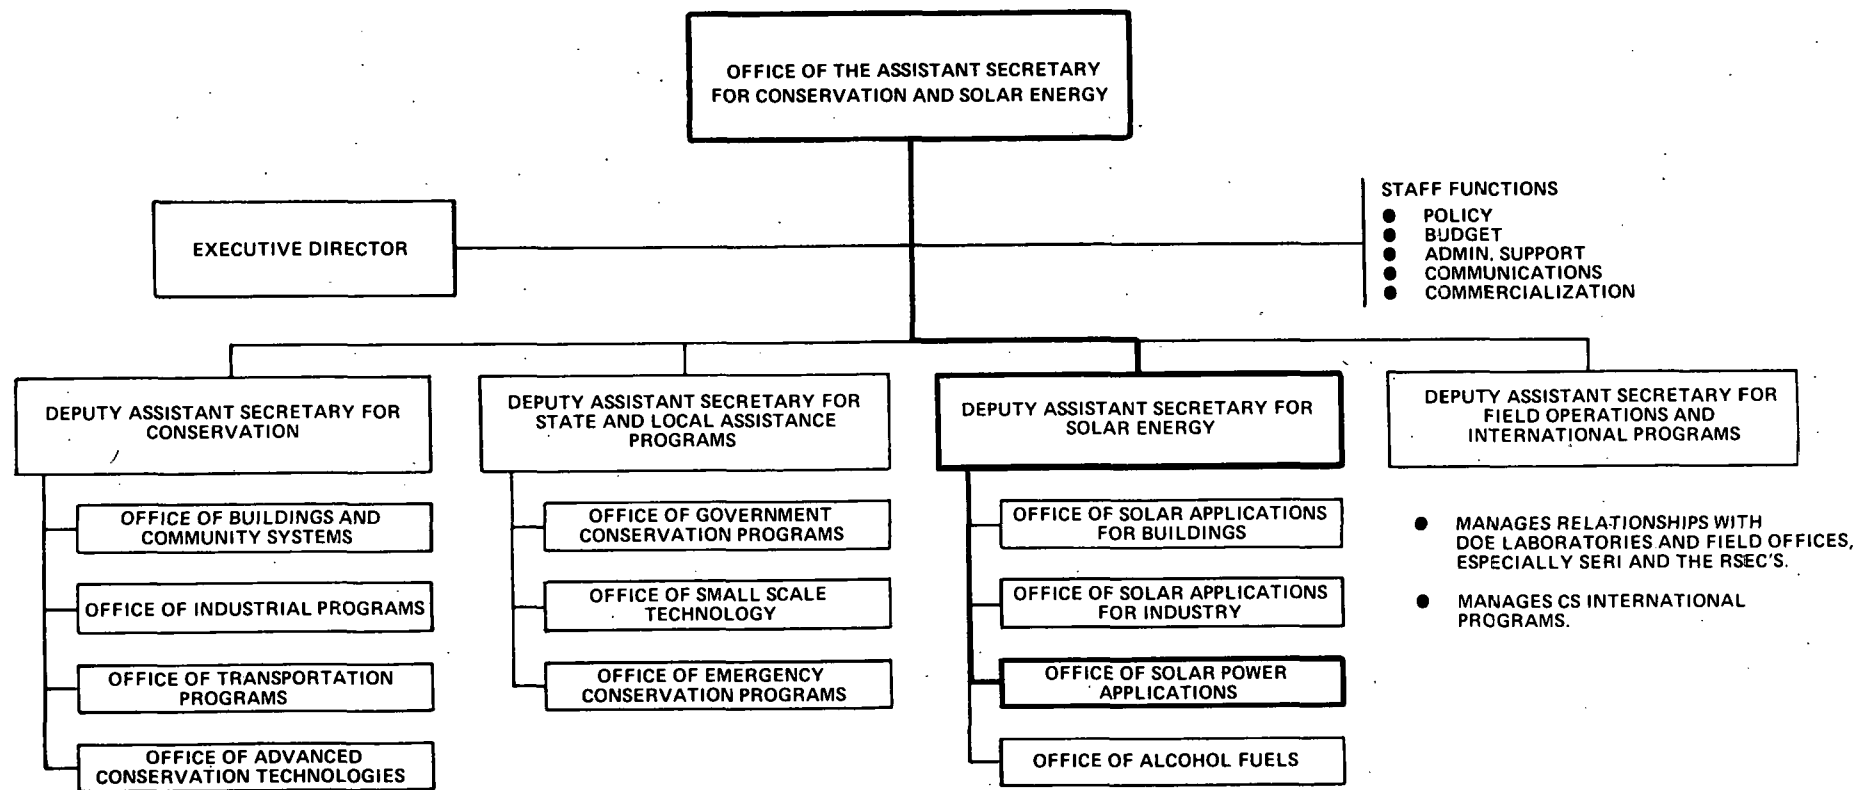 OFFICE OF THE ASSISTANT SECRETARY
FOR CONSERVATION AND SOLAR ENERGY
EXECUTIVE DIRECTOR
STAFF FUNCTIONS
● POLICY
● BUDGET
● ADMIN. SUPPORT
● COMMUNICATIONS
● COMMERCIALIZATION
DEPUTY ASSISTANT SECRETARY FOR
CONSERVATION
OFFICE OF BUILDINGS AND
COMMUNITY SYSTEMS
OFFICE OF INDUSTRIAL PROGRAMS
OFFICE OF TRANSPORTATION
PROGRAMS
OFFICE OF ADVANCED
CONSERVATION TECHNOLOGIES
DEPUTY ASSISTANT SECRETARY FOR
STATE AND LOCAL ASSISTANCE
PROGRAMS
OFFICE OF GOVERNMENT
CONSERVATION PROGRAMS
OFFICE OF SMALL SCALE
TECHNOLOGY
OFFICE OF EMERGENCY
CONSERVATION PROGRAMS
DEPUTY ASSISTANT SECRETARY FOR
SOLAR ENERGY
OFFICE OF SOLAR APPLICATIONS
FOR BUILDINGS
OFFICE OF SOLAR APPLICATIONS
FOR INDUSTRY
OFFICE OF SOLAR POWER
APPLICATIONS
OFFICE OF ALCOHOL FUELS
DEPUTY ASSISTANT SECRETARY FOR
FIELD OPERATIONS AND
INTERNATIONAL PROGRAMS
● MANAGES RELATIONSHIPS WITH
DOE LABORATORIES AND FIELD OFFICES,
ESPECIALLY SERI AND THE RSEC'S.
● MANAGES CS INTERNATIONAL
PROGRAMS.